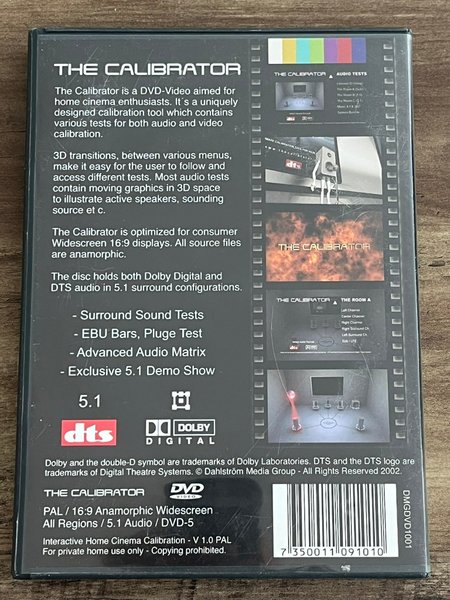 THE CALIBRATOR
The Calibrator is a DVD-Video aimed for
home cinema enthusiasts. It´s a uniquely
designed calibration tool which contains
various tests for both audio and video
calibration.
3D transitions, between various menus,
make it easy for the user to follow and
access different tests. Most audio tests
contain moving graphics in 3D space
to illustrate active speakers, sounding
source et c.
The Calibrator is optimized for consumer
Widescreen 16:9 displays. All source files
are anamorphic.
The disc holds both Dolby Digital and
DTS audio in 5.1 surround configurations.
- Surround Sound Tests
- EBU Bars, Pluge Test
- Advanced Audio Matrix
- Exclusive 5.1 Demo Show
5.1
dts
DOLBY
DIGITAL
THE CALIBRATOR
AUDIO TESTS
dts
THE CALIBRATOR
THE CALIBRATOR
THE ROOM A
Left Channel
Center Channel
Right Channel
Dolby and the double-D symbol are trademarks of Dolby Laboratories. DTS and the DTS logo are
trademarks of Digital Theatre Systems. © Dahlström Media Group - All Rights Reserved 2002.
THE CALIBRATOR
DVD
VIDEO
PAL / 16:9 Anamorphic Widescreen
All Regions / 5.1 Audio / DVD-5
Interactive Home Cinema Calibration - V 1.0 PAL
For private home use only - Copying prohibited.
7 350011 091010
DMGDVD1001